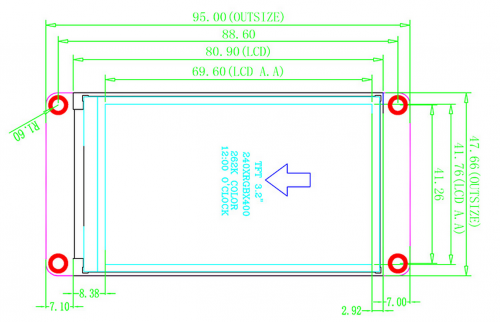 95.00(OUTSIZE)
88.60
80.90(LCD)
69.60(LCD A.A)
R1.60
TFT 3.2"
240XRGBX400
262K COLOR
12:00 O'CLOCK
41.26
41.76(LCD A.A)
47.66(OUTSIZE)
7.10
8.38
2.92
7.00